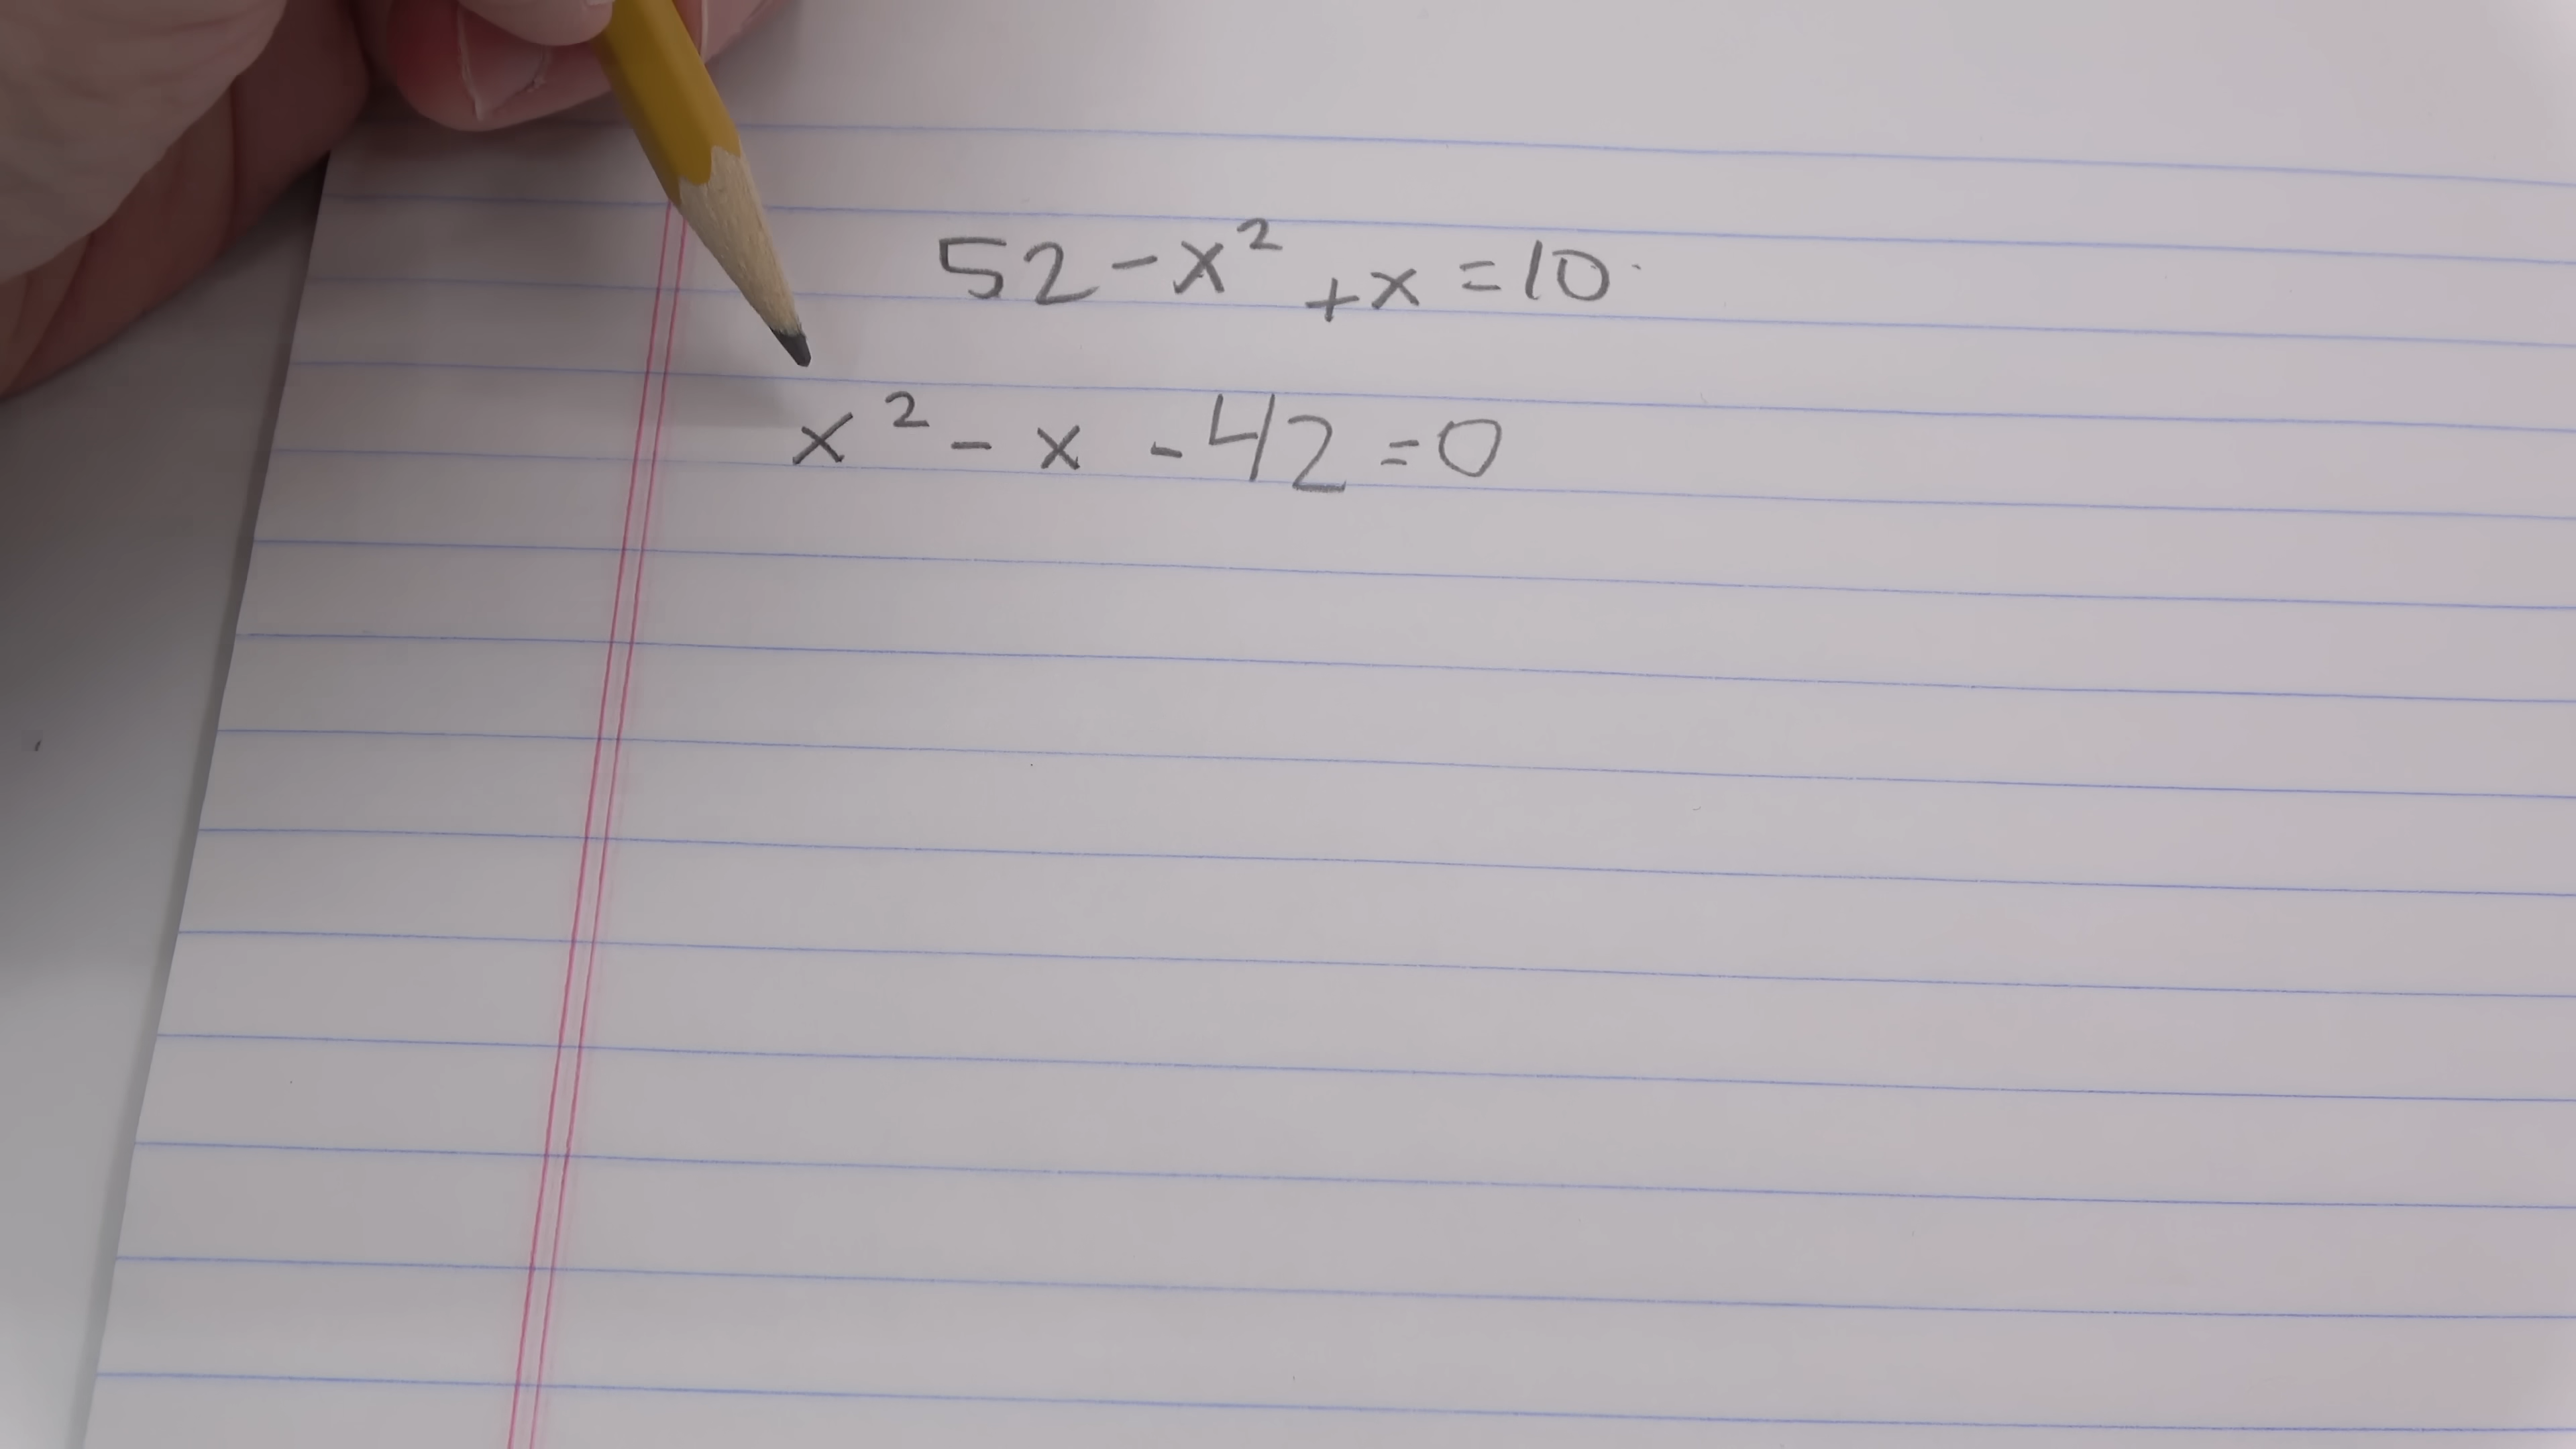 52 - x² + x = 10
x² - x - 42 = 0